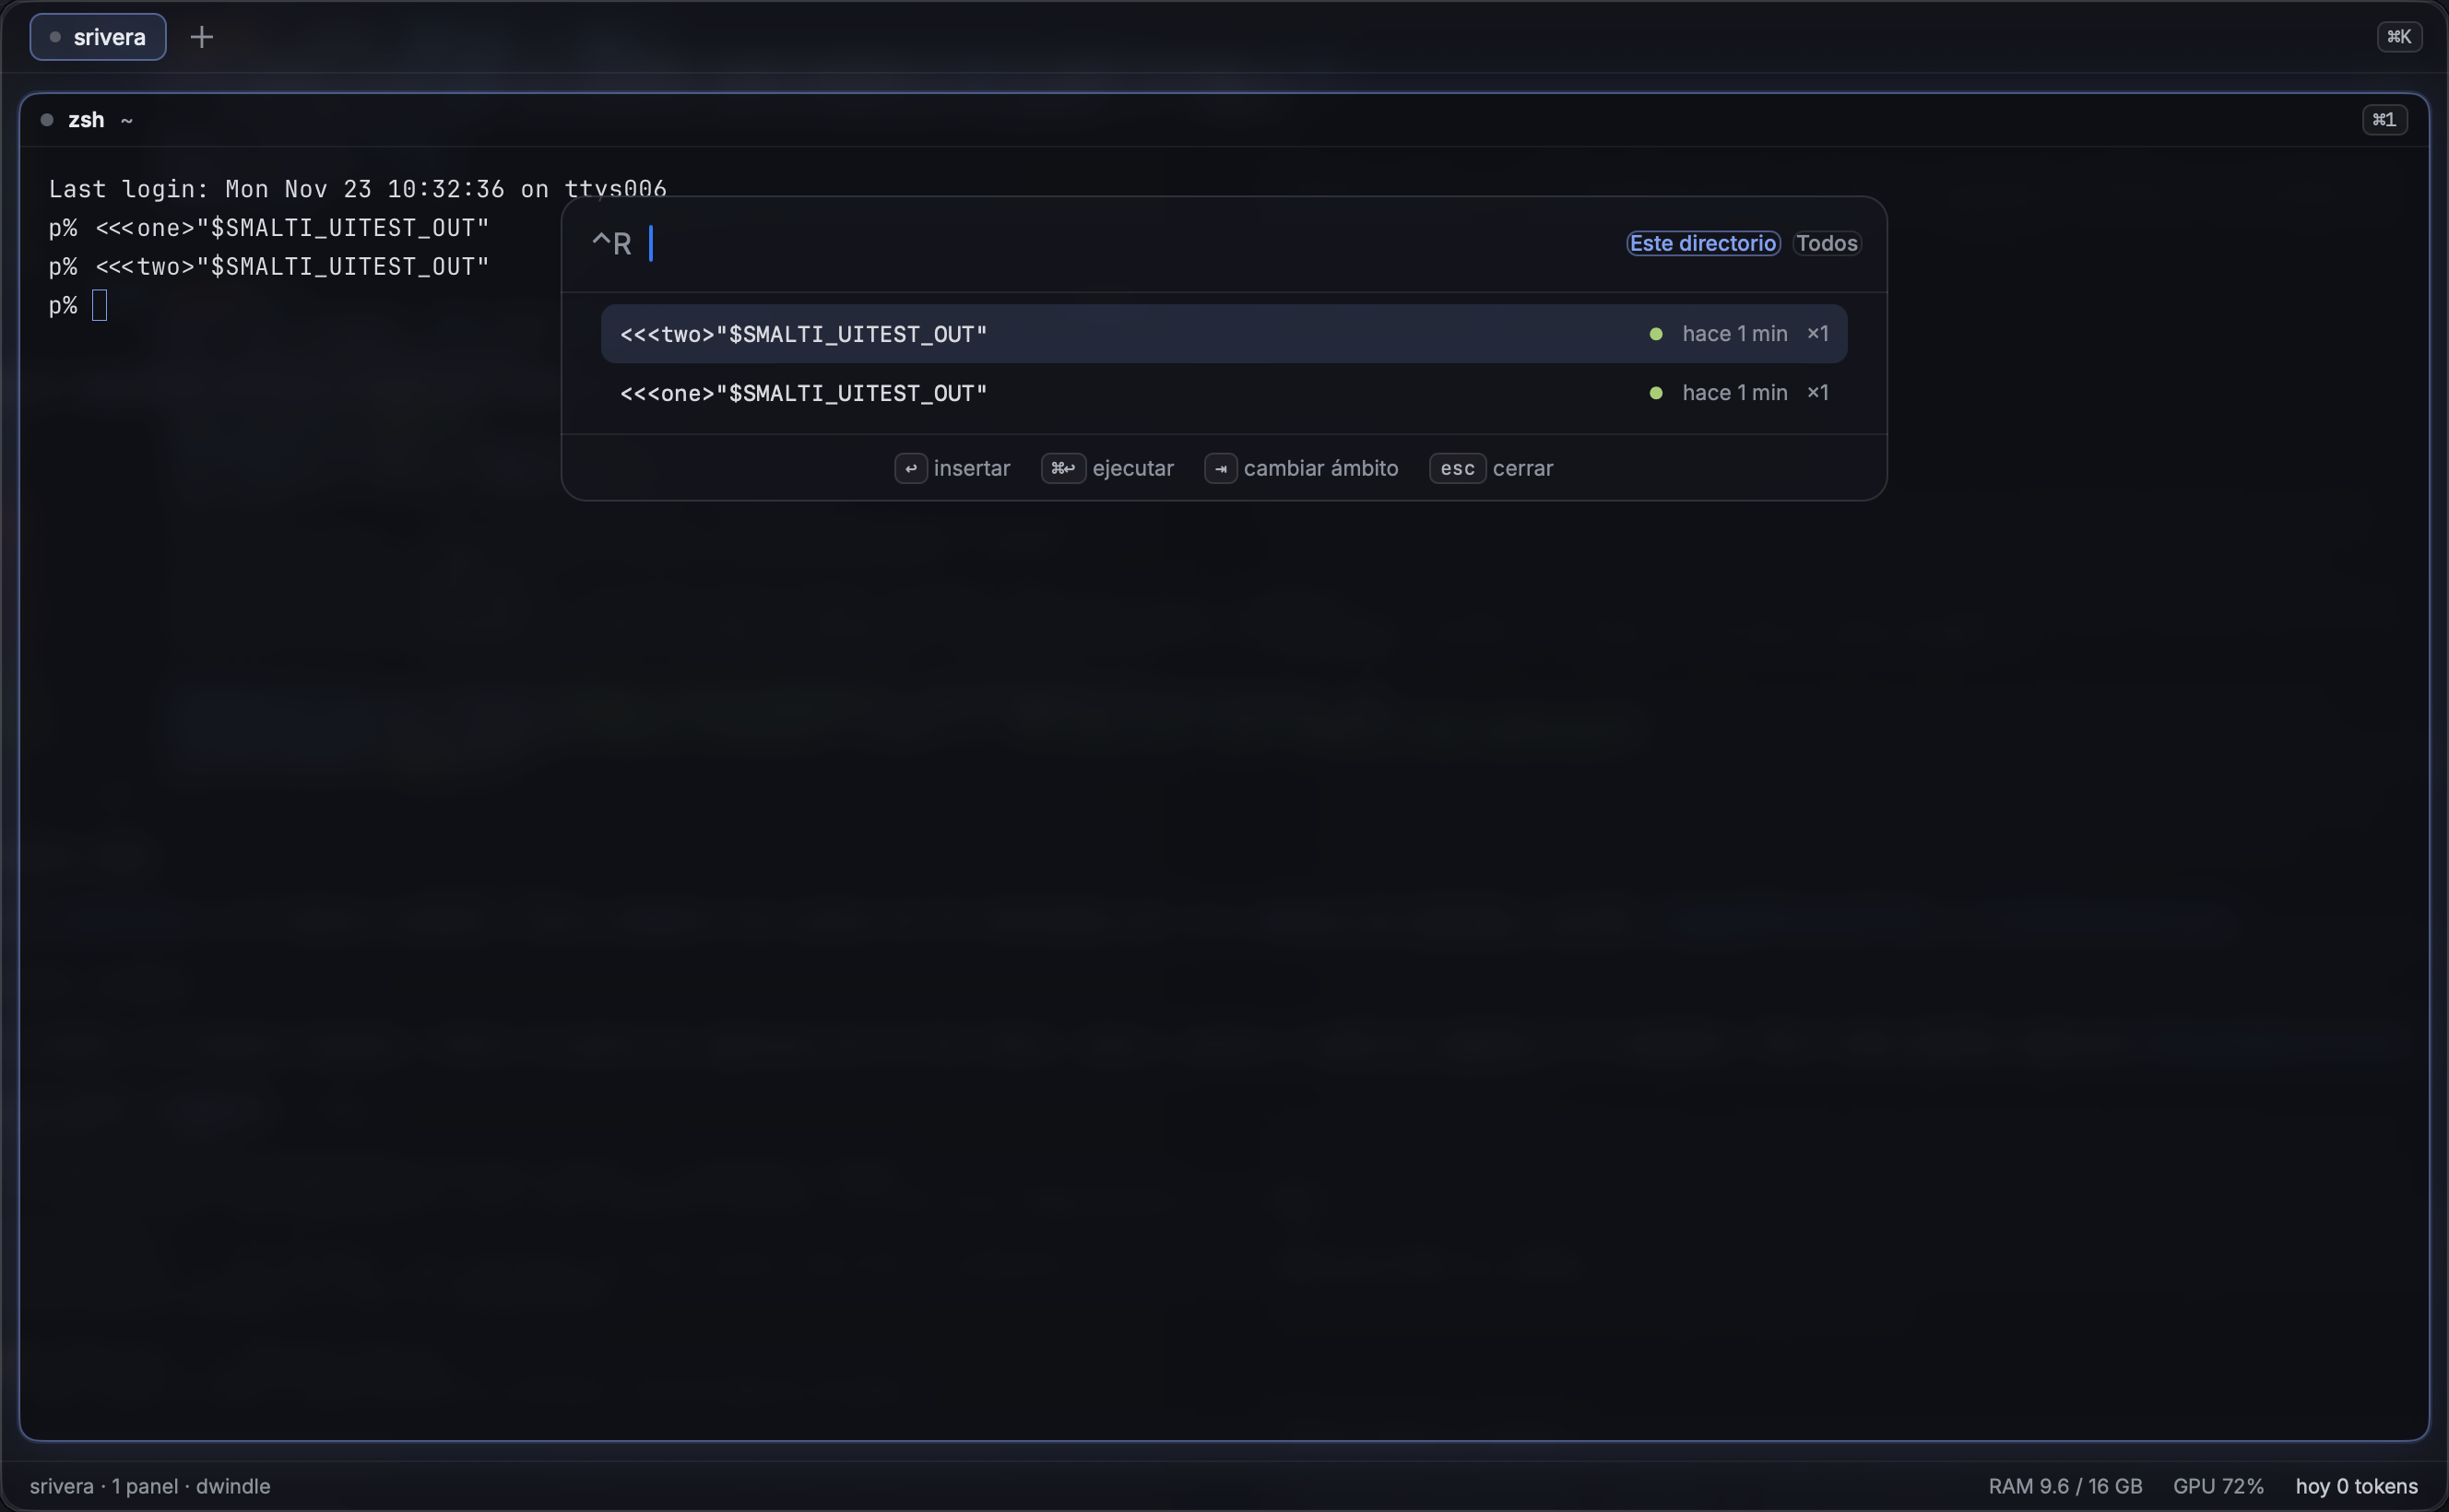 srivera + ⌘K
zsh ~ ⌘1
Last login: Mon Nov 23 10:32:36 on ttys006
p% <<<one>"$SMALTI_UITEST_OUT"
p% <<<two>"$SMALTI_UITEST_OUT"
p%
^R Este directorio Todos
<<<two>"$SMALTI_UITEST_OUT" hace 1 min ×1
<<<one>"$SMALTI_UITEST_OUT" hace 1 min ×1
↩ insertar ⌘↩ ejecutar ⇥ cambiar ámbito esc cerrar
srivera · 1 panel · dwindle RAM 9.6 / 16 GB GPU 72% hoy 0 tokens